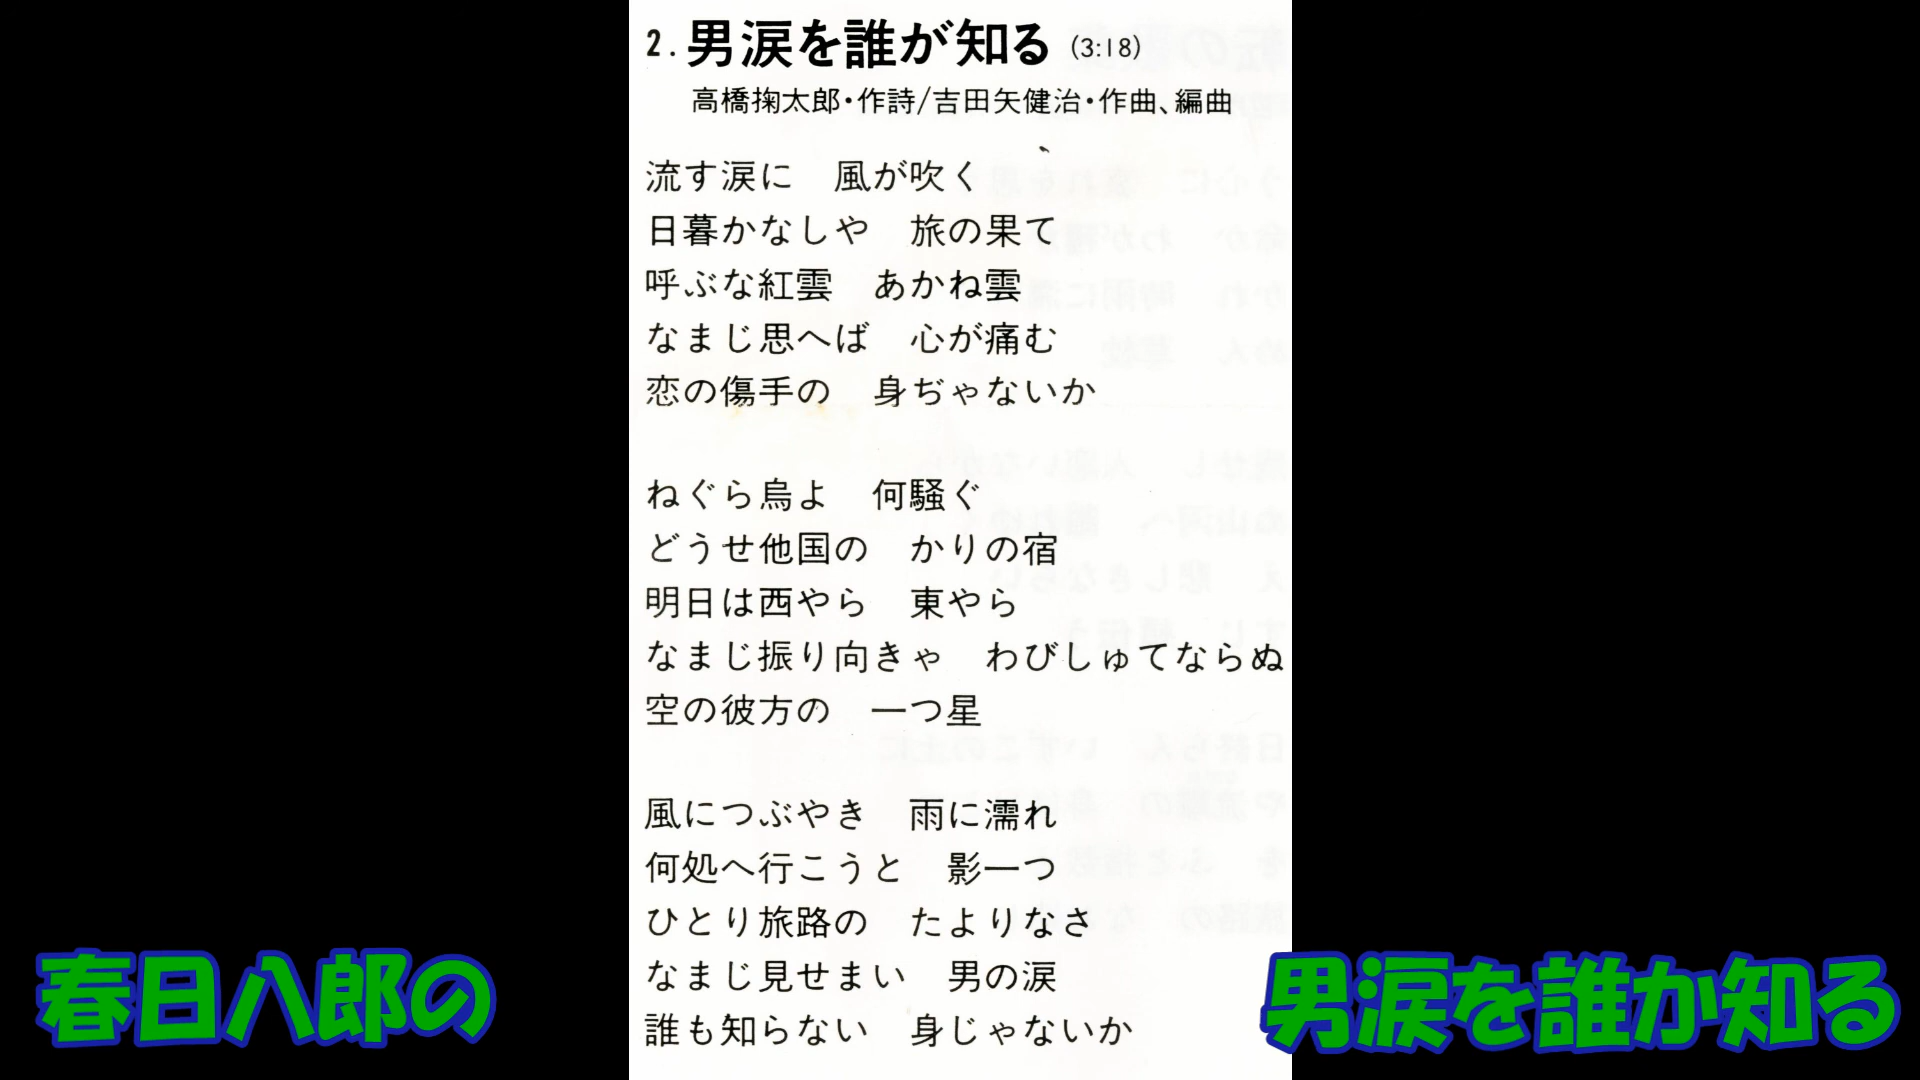 2. 男涙を誰が知る (3:18)
高橋掬太郎・作詩/吉田矢健治・作曲、編曲
流す涙に　風が吹く
日暮かなしや　旅の果て
呼ぶな紅雲　あかね雲
なまじ思へば　心が痛む
恋の傷手の　身ぢゃないか
ねぐら烏よ　何騒ぐ
どうせ他国の　かりの宿
明日は西やら　東やら
なまじ振り向きゃ　わびしゅてならぬ
空の彼方の　一つ星
風につぶやき　雨に濡れ
何処へ行こうと　影一つ
ひとり旅路の　たよりなさ
なまじ見せまい　男の涙
誰も知らない　身じゃないか
春日八郎の
男涙を誰か知る